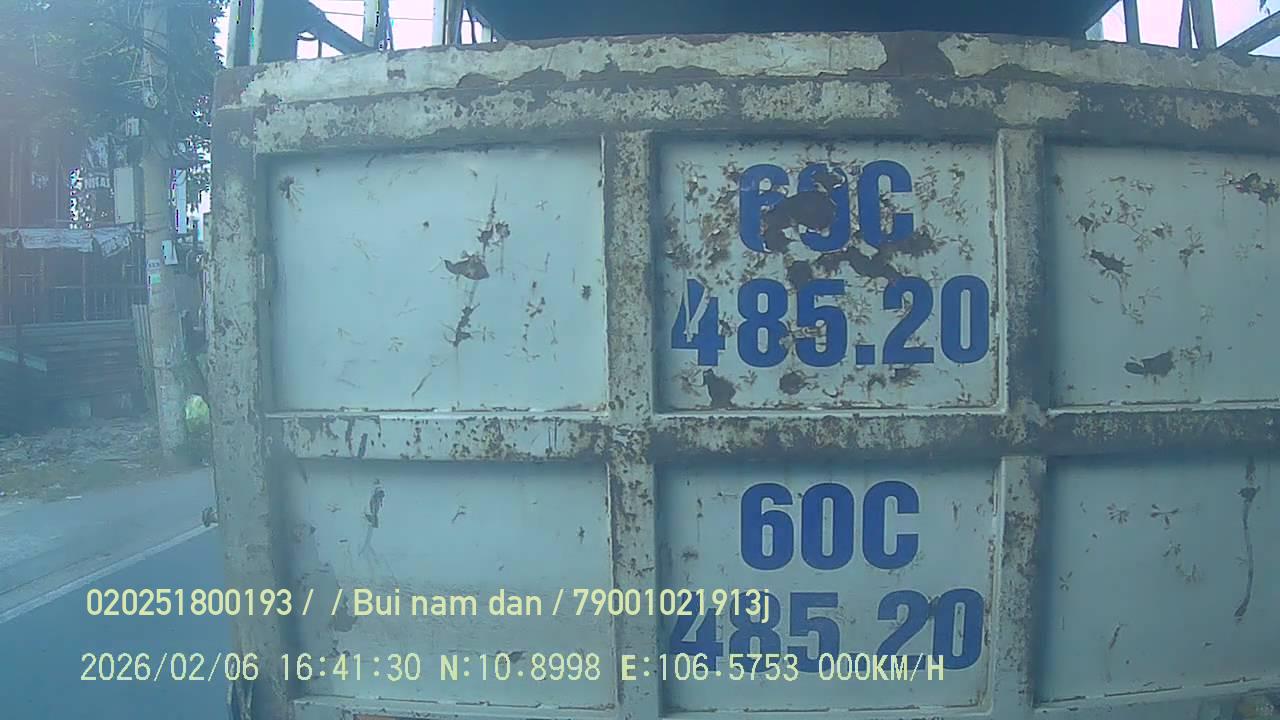 60C
485.20
60C
485.20
020251800193 / / Bui nam dan / 79001021913j
2026/02/06 16:41:30 N:10.8998 E:106.5753 000KM/H